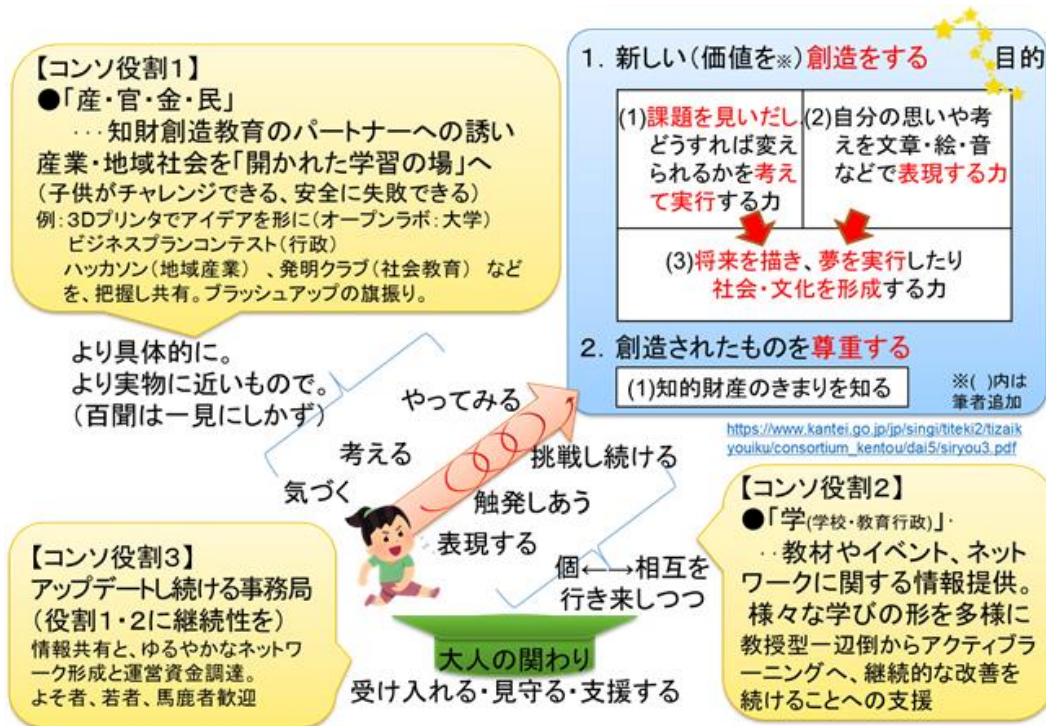 【コンソ役割1】
●「産・官・金・民」
･･･知財創造教育のパートナーへの誘い
産業・地域社会を「開かれた学習の場」へ
(子供がチャレンジできる、安全に失敗できる)
例:3Dプリンタでアイデアを形に(オープンラボ:大学)
ビジネスプランコンテスト(行政)
ハッカソン(地域産業) 、発明クラブ(社会教育) など
を、把握し共有。ブラッシュアップの旗振り。
1. 新しい(価値を※)創造をする
目的
(1)課題を見いだし
どうすれば変え
られるかを考え
て実行する力
(2)自分の思いや考
えを文章・絵・音
などで表現する力
(3)将来を描き、夢を実行したり
社会・文化を形成する力
2. 創造されたものを尊重する
(1)知的財産のきまりを知る
※( )内は
筆者追加
https://www.kantei.go.jp/jp/singi/titeki2/tizaik
youiku/consortium_kentou/dai5/siryou3.pdf
より具体的に。
より実物に近いもので。
(百聞は一見にしかず)
やってみる
考える
気づく
挑戦し続ける
触発しあう
表現する
個←→相互を
行き来しつつ
【コンソ役割3】
アップデートし続ける事務局
(役割1・2に継続性を)
情報共有と、ゆるやかなネットワ
ーク形成と運営資金調達。
よそ者、若者、馬鹿者歓迎
大人の関わり
受け入れる・見守る・支援する
【コンソ役割2】
●「学(学校・教育行政)」･
･･教材やイベント、ネット
ワークに関する情報提供。
様々な学びの形を多様に
教授型一辺倒からアクティブラ
ーニングへ、継続的な改善を
続けることへの支援